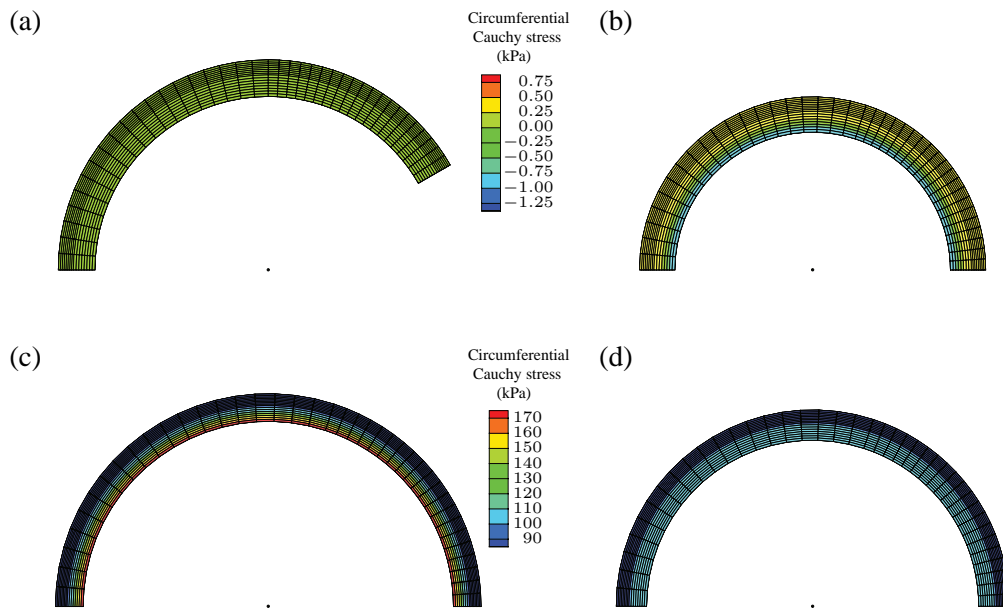 (a)
Circumferential
Cauchy stress
(kPa)
0.75
0.50
0.25
0.00
−0.25
−0.50
−0.75
−1.00
−1.25
(b)
(c)
Circumferential
Cauchy stress
(kPa)
170
160
150
140
130
120
110
100
90
(d)